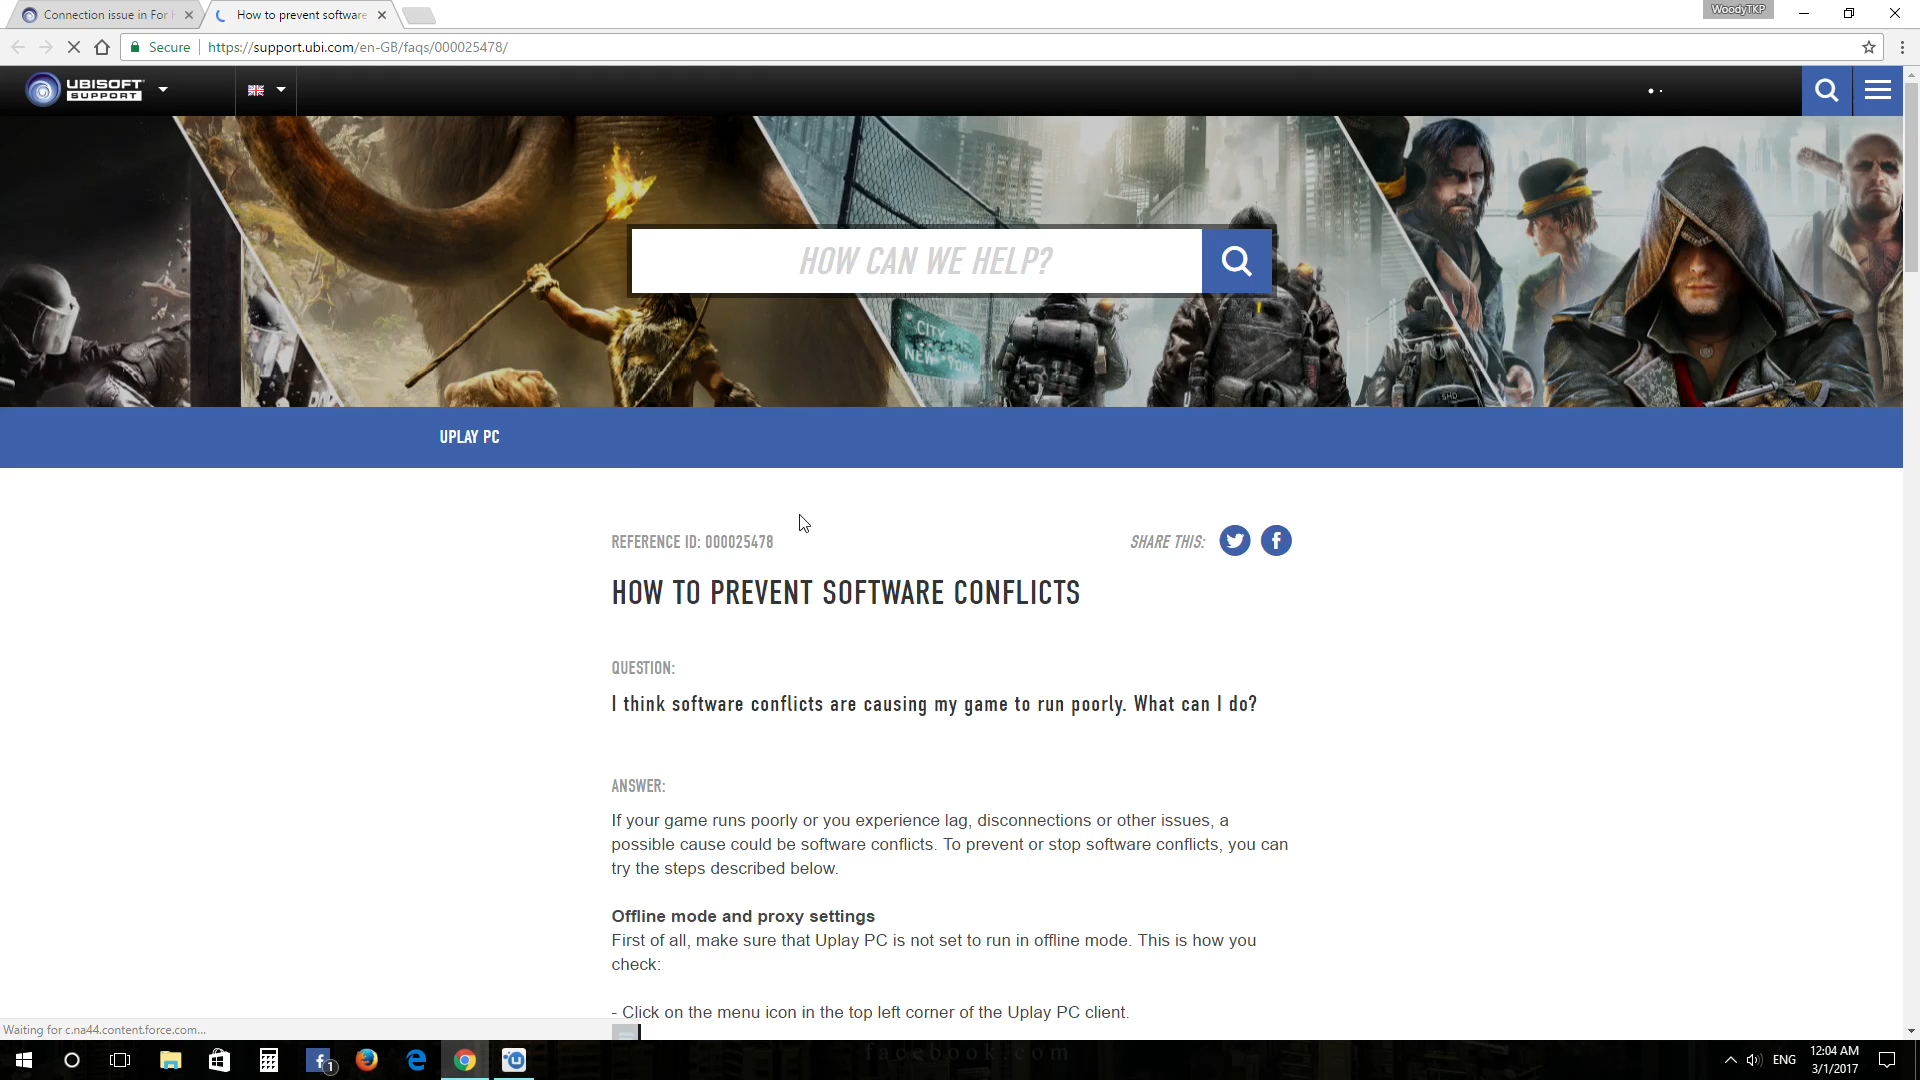 Connection issue in For
How to prevent software
WoodyTKP
Secure
https://support.ubi.com/en-GB/faqs/000025478/
UBISOFT
SUPPORT
HOW CAN WE HELP?
CITY
NEW YORK
SHD
UPLAY PC
REFERENCE ID: 000025478
SHARE THIS:
HOW TO PREVENT SOFTWARE CONFLICTS
QUESTION:
I think software conflicts are causing my game to run poorly. What can I do?
ANSWER:
If your game runs poorly or you experience lag, disconnections or other issues, a
possible cause could be software conflicts. To prevent or stop software conflicts, you can
try the steps described below.
Offline mode and proxy settings
First of all, make sure that Uplay PC is not set to run in offline mode. This is how you
check:
- Click on the menu icon in the top left corner of the Uplay PC client.
Waiting for c.na44.content.force.com...
1
facebook.com
ENG
12:04 AM
3/1/2017